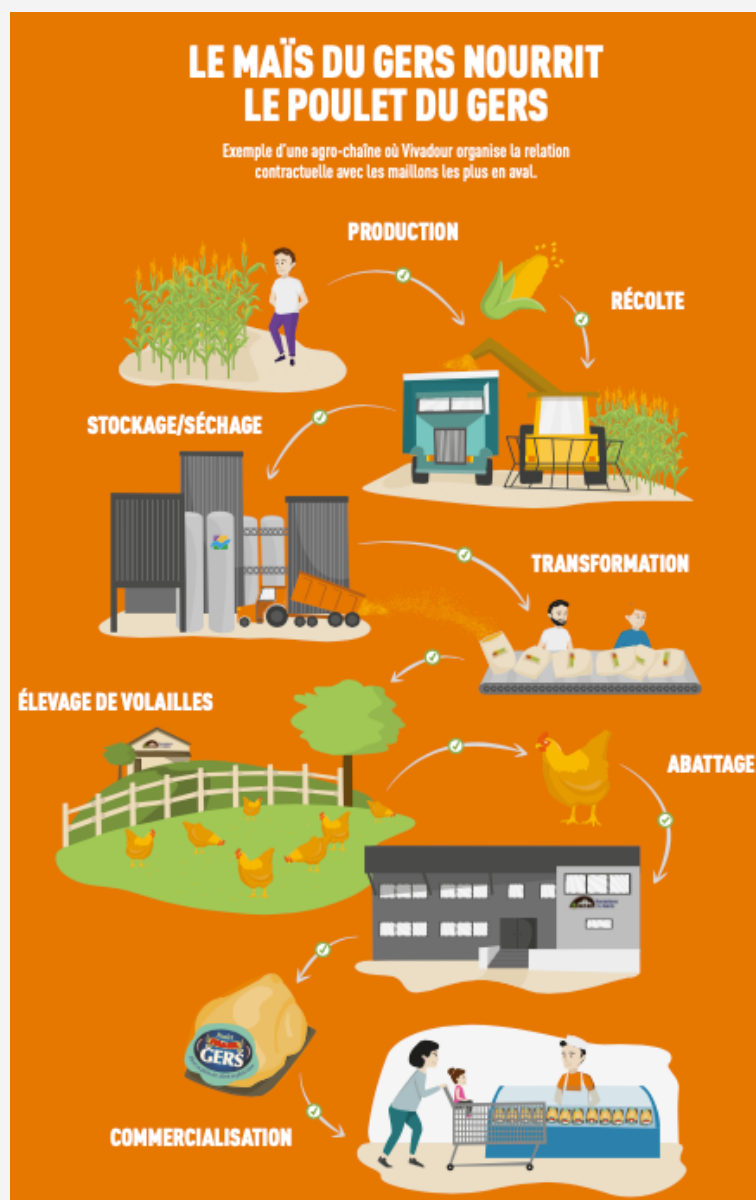 LE MAÏS DU GERS NOURRIT
LE POULET DU GERS
Exemple d'une agro-chaîne où Vivadour organise la relation
contractuelle avec les maillons les plus en aval.
PRODUCTION
RÉCOLTE
STOCKAGE/SÉCHAGE
TRANSFORMATION
ÉLEVAGE DE VOLAILLES
ABATTAGE
GERS
COMMERCIALISATION